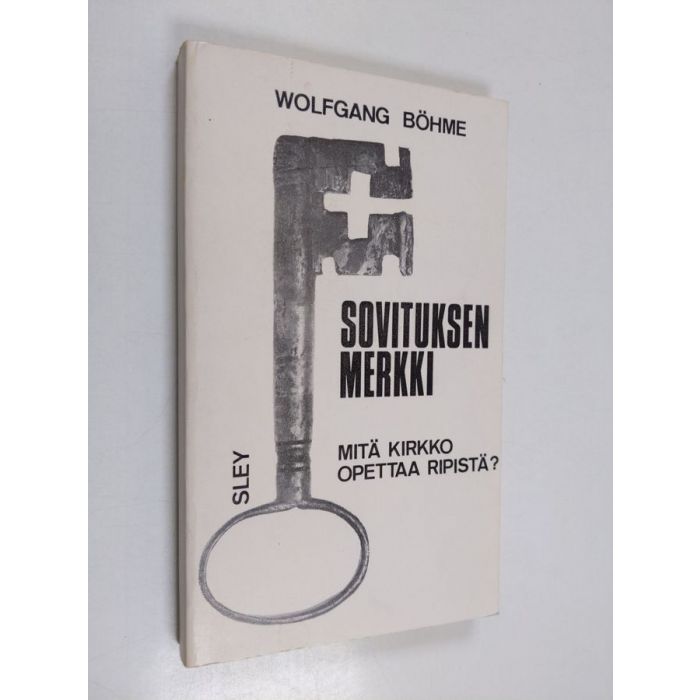 WOLFGANG BÖHME
SOVITUKSEN
MERKKI
MITÄ KIRKKO
OPETTAA RIPISTÄ?
SLEY